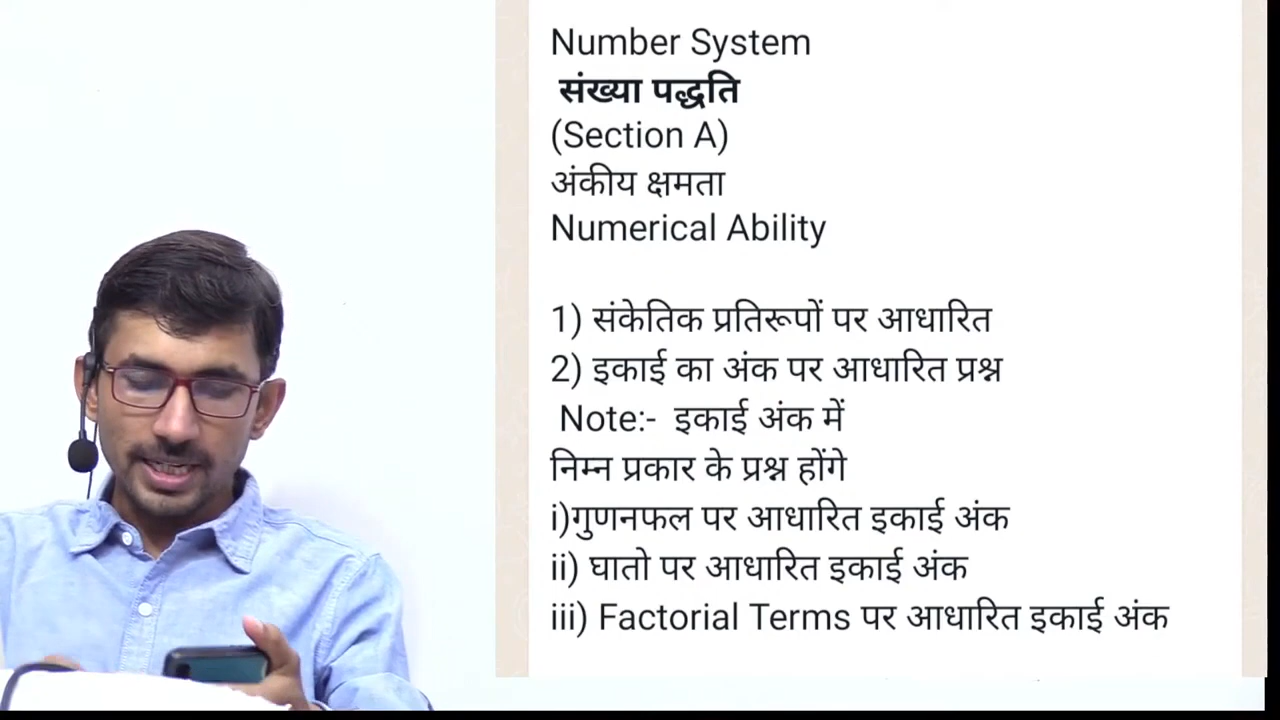 Number System
संख्या पद्धति
(Section A)
अंकीय क्षमता
Numerical Ability
1) संकेतिक प्रतिरूपों पर आधारित
2) इकाई का अंक पर आधारित प्रश्न
Note:- इकाई अंक में
निम्न प्रकार के प्रश्न होंगे
i)गुणनफल पर आधारित इकाई अंक
ii) घातो पर आधारित इकाई अंक
iii) Factorial Terms पर आधारित इकाई अंक